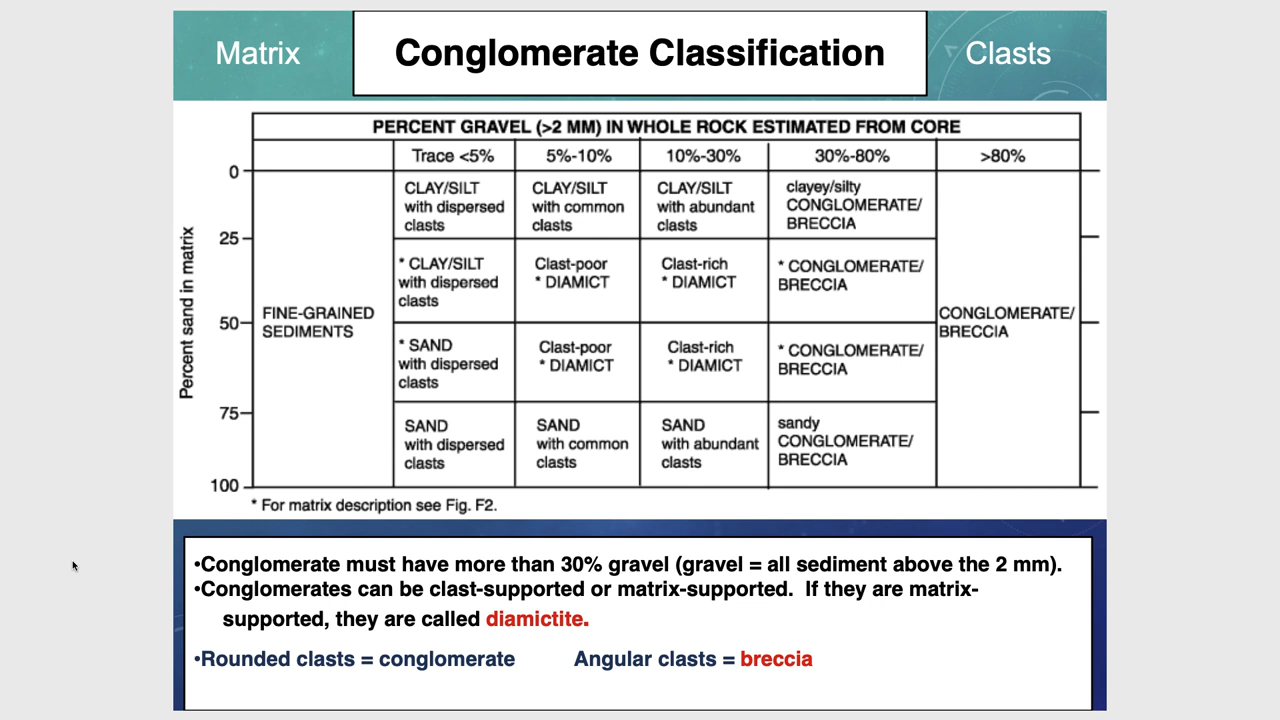 Matrix
Conglomerate Classification
Clasts
PERCENT GRAVEL (>2 MM) IN WHOLE ROCK ESTIMATED FROM CORE
Trace <5%
5%-10%
10%-30%
30%-80%
>80%
Percent sand in matrix
0
25
50
75
100
FINE-GRAINED
SEDIMENTS
CLAY/SILT
with dispersed
clasts
CLAY/SILT
with common
clasts
CLAY/SILT
with abundant
clasts
clayey/silty
CONGLOMERATE/
BRECCIA
* CLAY/SILT
with dispersed
clasts
Clast-poor
* DIAMICT
Clast-rich
* DIAMICT
* CONGLOMERATE/
BRECCIA
CONGLOMERATE/
BRECCIA
* SAND
with dispersed
clasts
Clast-poor
* DIAMICT
Clast-rich
* DIAMICT
* CONGLOMERATE/
BRECCIA
SAND
with dispersed
clasts
SAND
with common
clasts
SAND
with abundant
clasts
sandy
CONGLOMERATE/
BRECCIA
* For matrix description see Fig. F2.
•Conglomerate must have more than 30% gravel (gravel = all sediment above the 2 mm).
•Conglomerates can be clast-supported or matrix-supported. If they are matrix-
supported, they are called diamictite.
•Rounded clasts = conglomerate Angular clasts = breccia